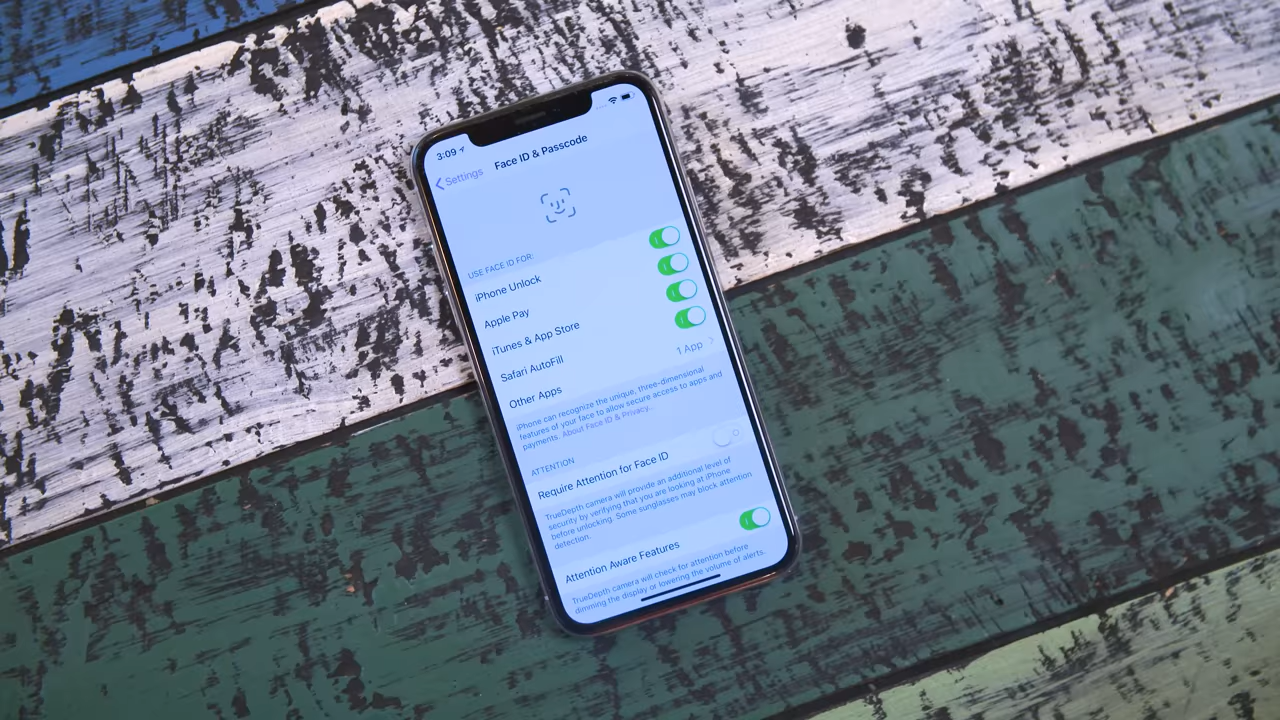 3:09
Settings
Face ID & Passcode
USE FACE ID FOR:
iPhone Unlock
Apple Pay
iTunes & App Store
Safari AutoFill
Other Apps
1 App
iPhone can recognize the unique, three-dimensional
features of your face to allow secure access to apps and
payments. About Face ID & Privacy...
ATTENTION
Require Attention for Face ID
TrueDepth camera will provide an additional level of
security by verifying that you are looking at iPhone
before unlocking. Some sunglasses may block attention
detection.
Attention Aware Features
TrueDepth camera will check for attention before
dimming the display or lowering the volume of alerts.